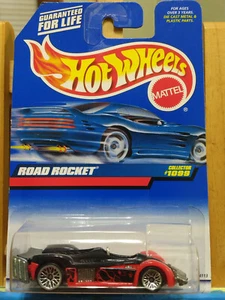 GUARANTEED
FOR LIFE
FOR AGES
OVER 3 YEARS
DIE CAST METAL &
PLASTIC PARTS
Hot Wheels
MATTEL
®
ROAD ROCKET
COLLECTOR
#1099